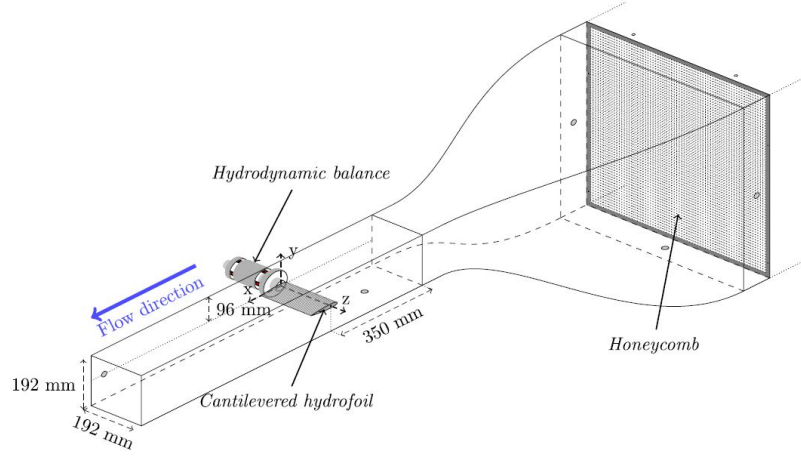 Hydrodynamic balance
y
x
z
Flow direction
96 mm
350 mm
Honeycomb
192 mm
Cantilevered hydrofoil
192 mm